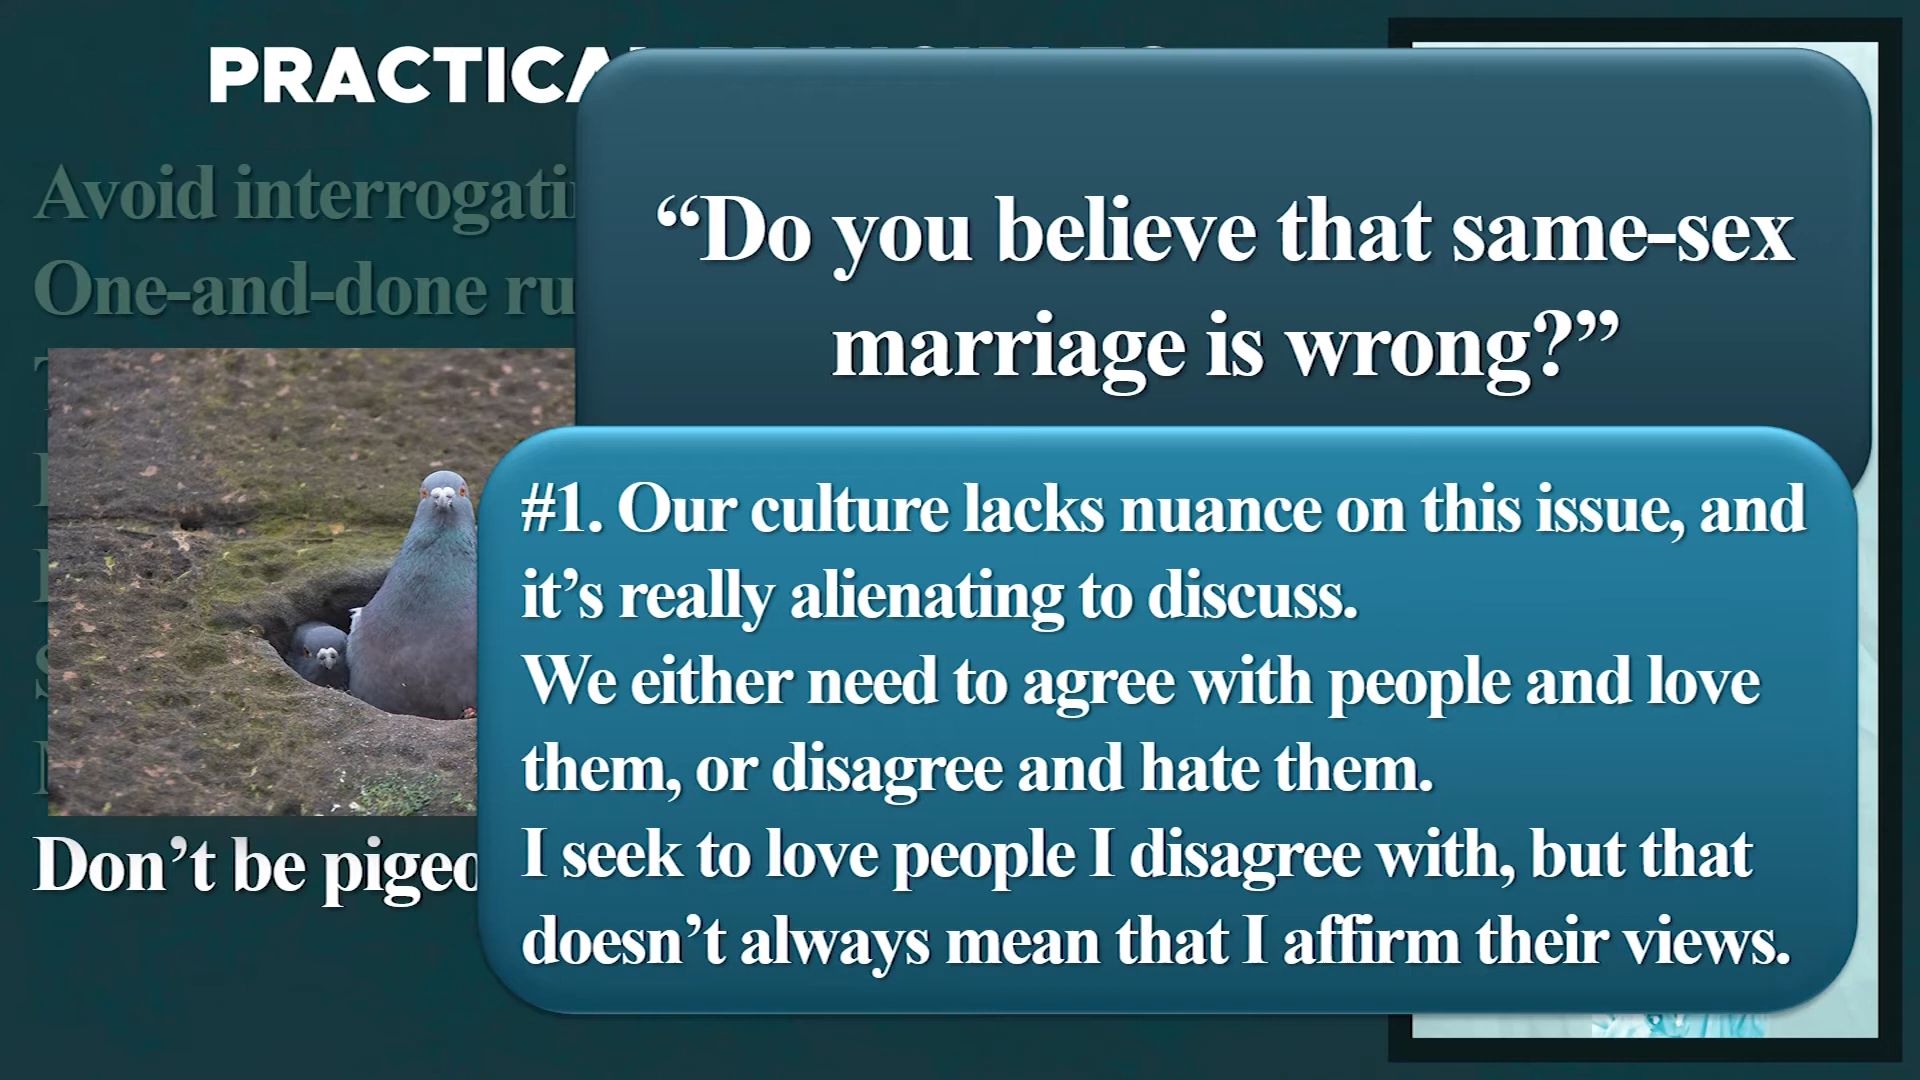 PRACTICA
Avoid interrogati
One-and-done ru
Don’t be pigeo
“Do you believe that same-sex
marriage is wrong?”
#1. Our culture lacks nuance on this issue, and
it’s really alienating to discuss.
We either need to agree with people and love
them, or disagree and hate them.
I seek to love people I disagree with, but that
doesn’t always mean that I affirm their views.